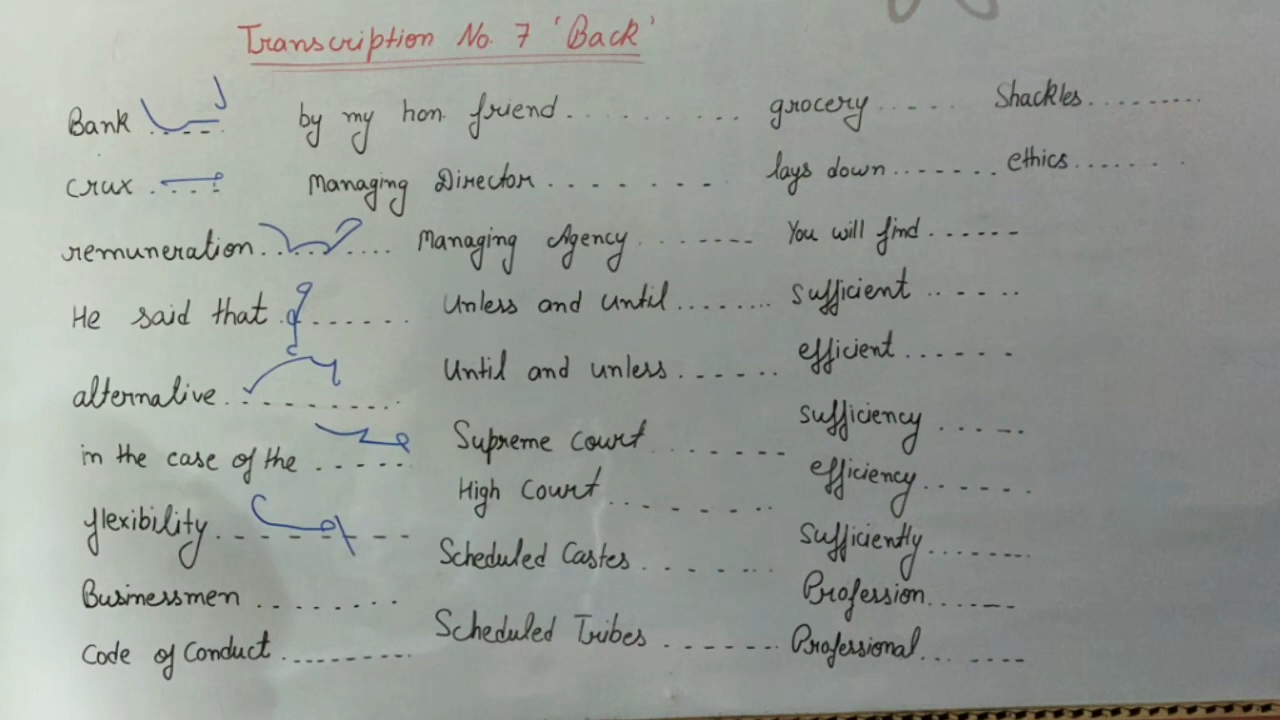 Transcription No. 7 'Back'
Bank ...... by my hon. friend .......... grocery ..... Shackles.........
Crux ..... Managing Director ........ lays down ....... ethics .......
remuneration ....... Managing Agency ........ You will find ......
He said that ....... Unless and until ........ sufficient ......
alternative .......... Until and unless ....... efficient ......
in the case of the ...... Supreme Court ........ sufficiency ......
flexibility ......... High Court ........ efficiency ......
Businessmen ........ Scheduled Castes ........ sufficiently .......
Code of Conduct ......... Scheduled Tribes ....... Profession ......
Professional .......